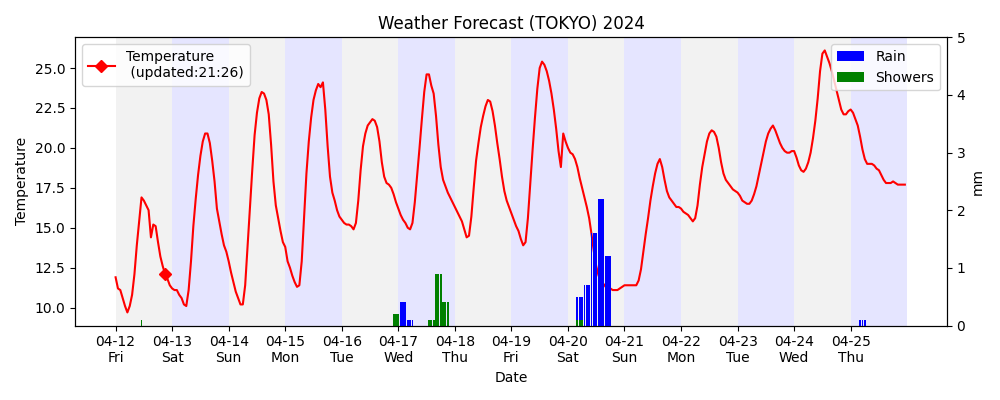 Weather Forecast (TOKYO) 2024
Temperature
(updated:21:26)
Rain
Showers
Temperature
25.0
22.5
20.0
17.5
15.0
12.5
10.0
5
4
3
2
1
0
mm
04-12 04-13 04-14 04-15 04-16 04-17 04-18 04-19 04-20 04-21 04-22 04-23 04-24 04-25
Fri Sat Sun Mon Tue Wed Thu Fri Sat Sun Mon Tue Wed Thu
Date